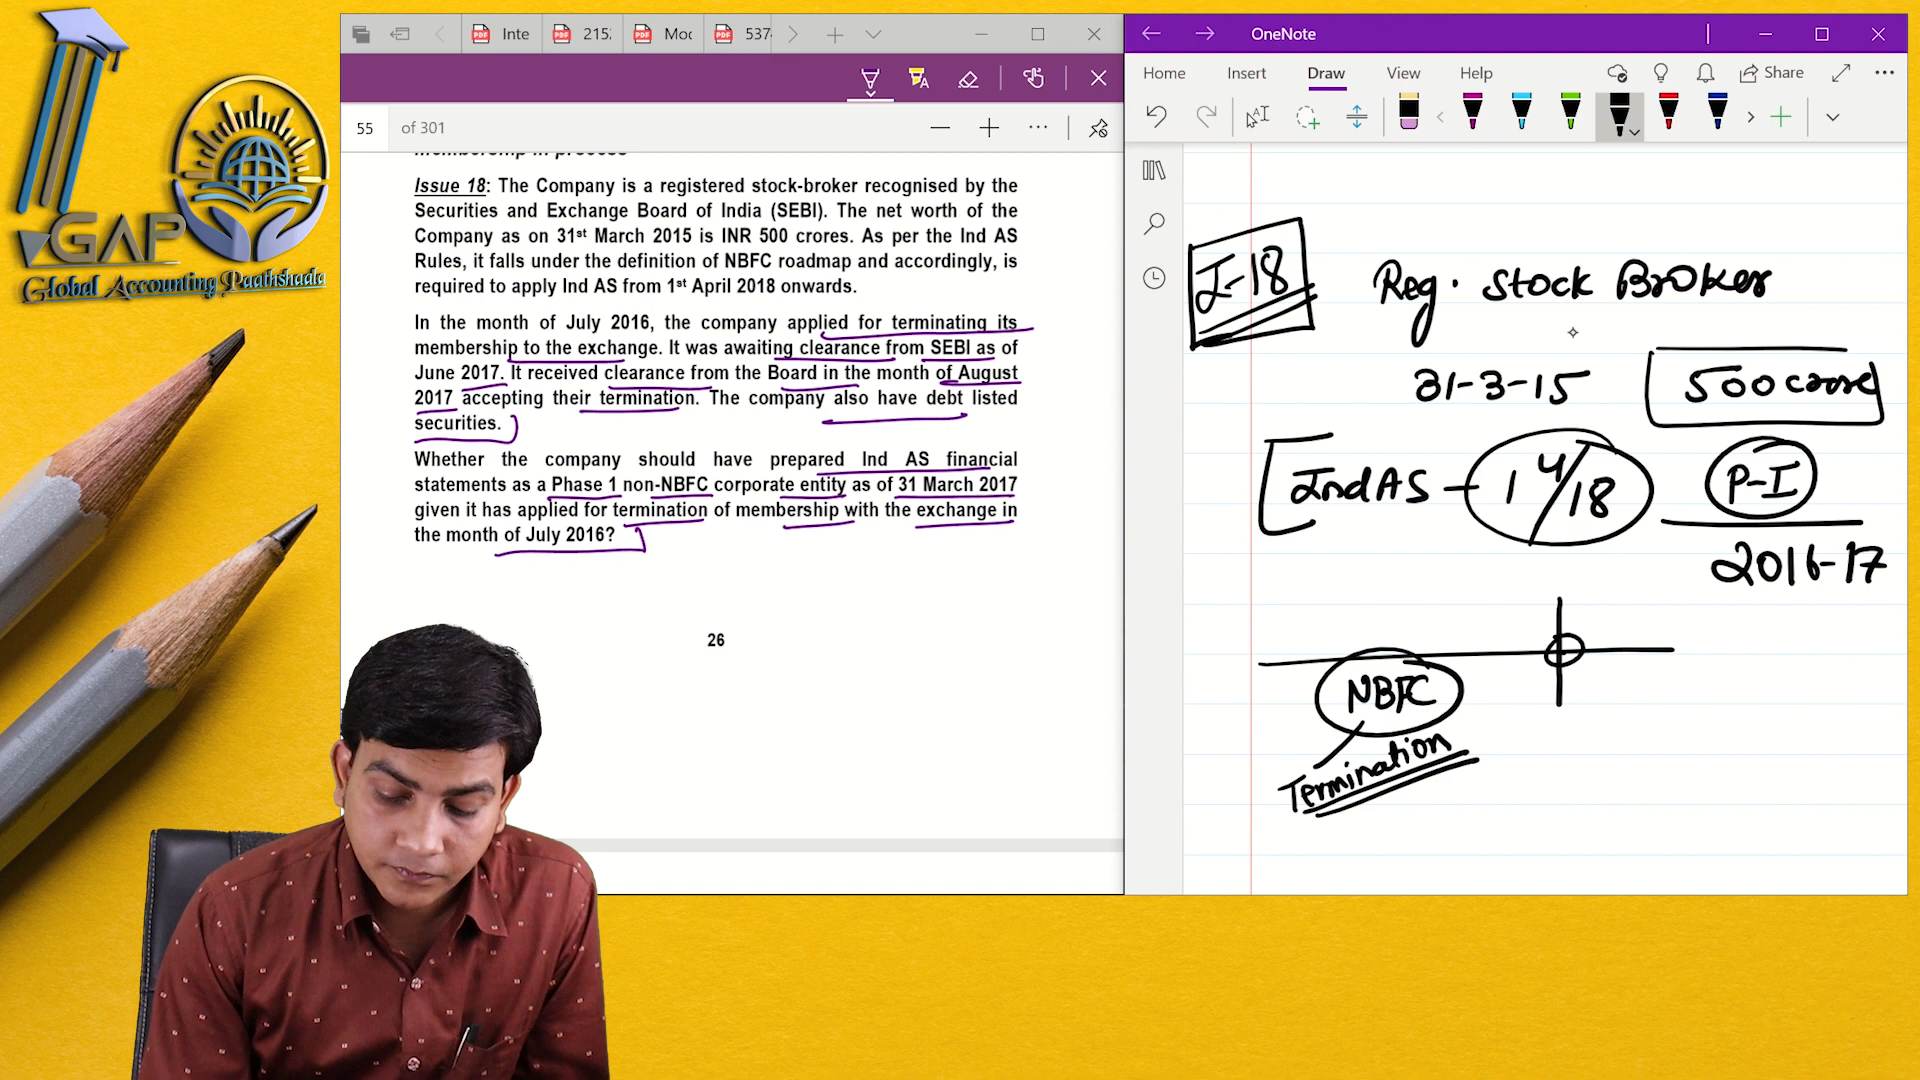 GAP
Global Accounting Paathshaala
Inte
215
Moc
537
55 of 301
Issue 18: The Company is a registered stock-broker recognised by the
Securities and Exchange Board of India (SEBI). The net worth of the
Company as on 31st March 2015 is INR 500 crores. As per the Ind AS
Rules, it falls under the definition of NBFC roadmap and accordingly, is
required to apply Ind AS from 1st April 2018 onwards.
In the month of July 2016, the company applied for terminating its
membership to the exchange. It was awaiting clearance from SEBI as of
June 2017. It received clearance from the Board in the month of August
2017 accepting their termination. The company also have debt listed
securities.
Whether the company should have prepared Ind AS financial
statements as a Phase 1 non-NBFC corporate entity as of 31 March 2017
given it has applied for termination of membership with the exchange in
the month of July 2016?
26
OneNote
Home Insert Draw View Help Share
I-18
Reg. Stock Broker
31-3-15 500 crore
Ind AS - 1/4/18 P-I
2016-17
NBFC
Termination